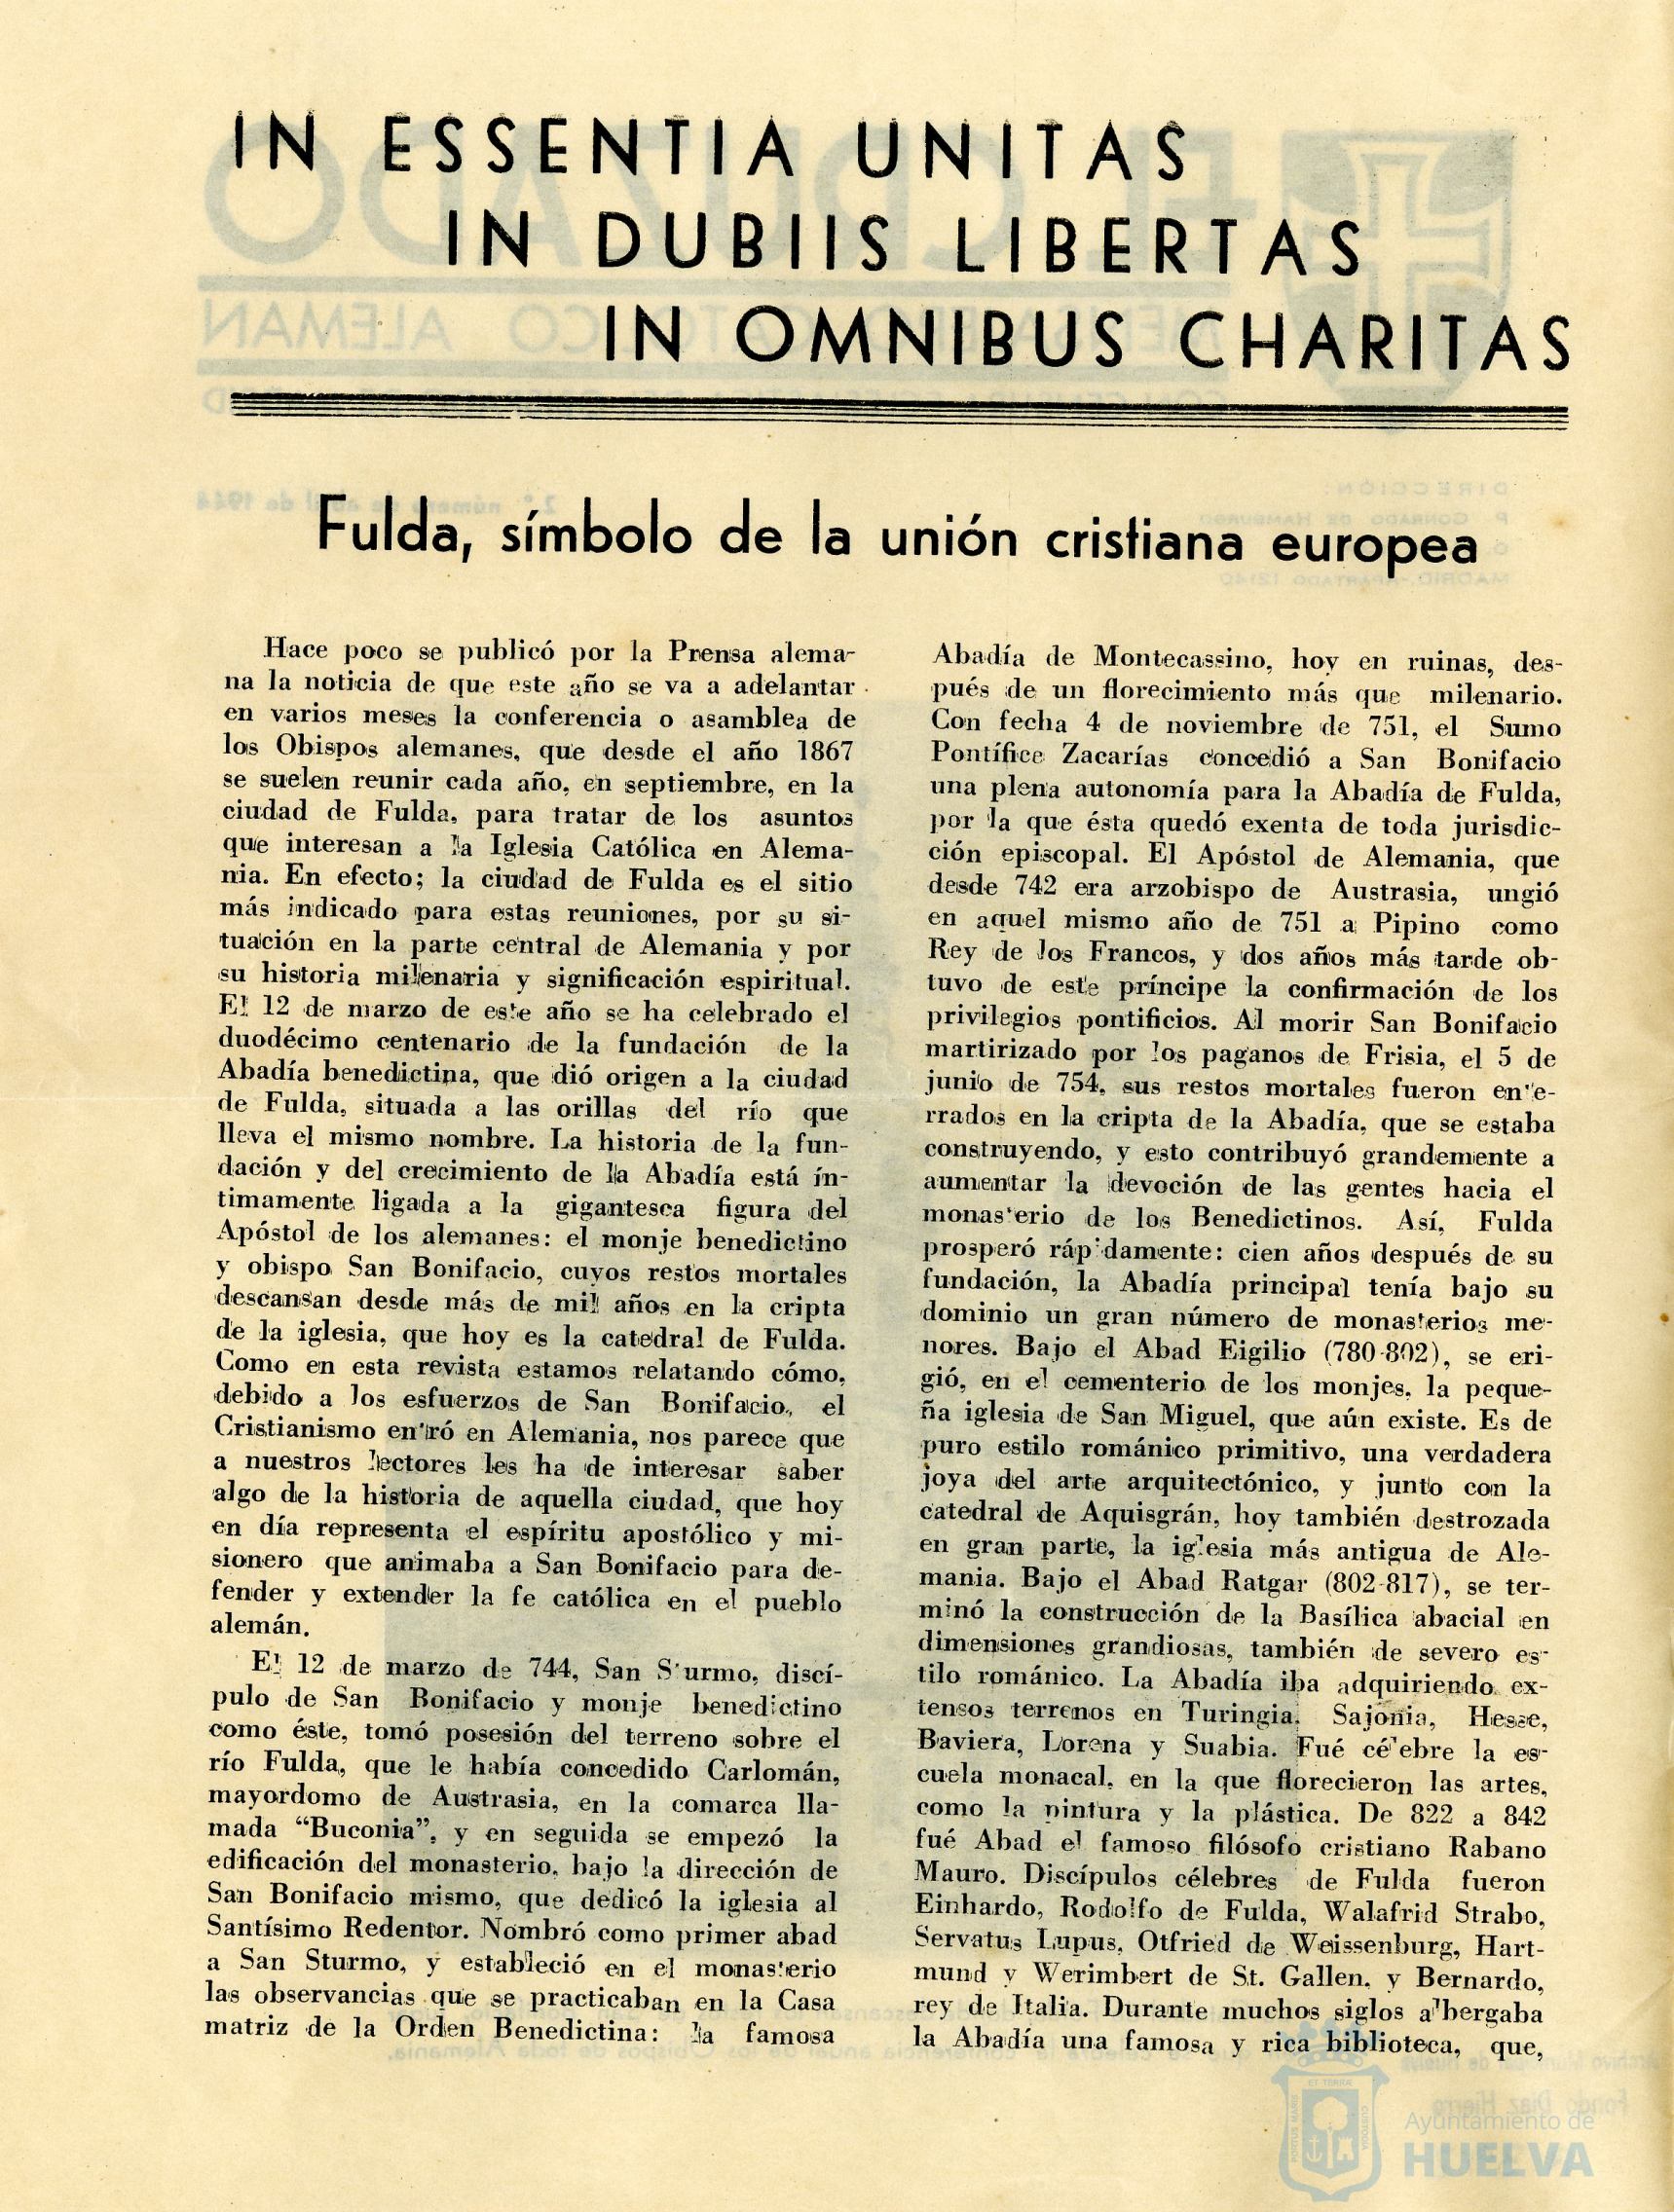 IN ESSENTIA UNITAS
IN DUBIIS LIBERTAS
IN OMNIBUS CHARITAS
Fulda, símbolo de la unión cristiana europea
Hace poco se publicó por la Prensa alema-
na la noticia de que este año se va a adelantar
en varios meses la conferencia o asamblea de
los Obispos alemanes, que desde el año 1867
se suelen reunir cada año, en septiembre, en la
ciudad de Fulda, para tratar de los asuntos
que interesan a la Iglesia Católica en Alema-
nia. En efecto; la ciudad de Fulda es el sitio
más indicado para estas reuniones, por su si-
tuación en la parte central de Alemania y por
su historia milenaria y significación espiritual.
El 12 de marzo de este año se ha celebrado el
duodécimo centenario de la fundación de la
Abadía benedictina, que dió origen a la ciudad
de Fulda, situada a las orillas del río que
lleva el mismo nombre. La historia de la fun-
dación y del crecimiento de la Abadía está ín-
timamente ligada a la gigantesca figura del
Apóstol de los alemanes: el monje benedictino
y obispo San Bonifacio, cuyos restos mortales
descansan desde más de mil años en la cripta
de la iglesia, que hoy es la catedral de Fulda.
Como en esta revista estamos relatando cómo,
debido a los esfuerzos de San Bonifacio, el
Cristianismo entró en Alemania, nos parece que
a nuestros lectores les ha de interesar saber
algo de la historia de aquella ciudad, que hoy
en día representa el espíritu apostólico y mi-
sionero que animaba a San Bonifacio para de-
fender y extender la fe católica en el pueblo
alemán.
El 12 de marzo de 744, San Sturmo, discí-
pulo de San Bonifacio y monje benedictino
como éste, tomó posesión del terreno sobre el
río Fulda, que le había concedido Carlomán,
mayordomo de Austrasia, en la comarca lla-
mada "Buconia", y en seguida se empezó la
edificación del monasterio, bajo la dirección de
San Bonifacio mismo, que dedicó la iglesia al
Santísimo Redentor. Nombró como primer abad
a San Sturmo, y estableció en el monasterio
las observancias que se practicaban en la Casa
matriz de la Orden Benedictina: la famosa
Abadía de Montecassino, hoy en ruinas, des-
pués de un florecimiento más que milenario.
Con fecha 4 de noviembre de 751, el Sumo
Pontífice Zacarías concedió a San Bonifacio
una plena autonomía para la Abadía de Fulda,
por la que ésta quedó exenta de toda jurisdic-
ción episcopal. El Apóstol de Alemania, que
desde 742 era arzobispo de Austrasia, ungió
en aquel mismo año de 751 a Pipino como
Rey de los Francos, y dos años más tarde ob-
tuvo de este príncipe la confirmación de los
privilegios pontificios. Al morir San Bonifacio
martirizado por los paganos de Frisia, el 5 de
junio de 754, sus restos mortales fueron ente-
rrados en la cripta de la Abadía, que se estaba
construyendo, y esto contribuyó grandemente a
aumentar la devoción de las gentes hacia el
monasterio de los Benedictinos. Así, Fulda
prosperó rápidamente: cien años después de su
fundación, la Abadía principal tenía bajo su
dominio un gran número de monasterios me-
nores. Bajo el Abad Eigilio (780-802), se eri-
gió, en el cementerio de los monjes, la peque-
ña iglesia de San Miguel, que aún existe. Es de
puro estilo románico primitivo, una verdadera
joya del arte arquitectónico, y junto con la
catedral de Aquisgrán, hoy también destrozada
en gran parte, la iglesia más antigua de Ale-
mania. Bajo el Abad Ratgar (802-817), se ter-
minó la construcción de la Basílica abacial en
dimensiones grandiosas, también de severo es-
tilo románico. La Abadía iba adquiriendo ex-
tensos terrenos en Turingia, Sajonia, Hesse,
Baviera, Lorena y Suabia. Fué célebre la es-
cuela monacal, en la que florecieron las artes,
como la pintura y la plástica. De 822 a 842
fué Abad el famoso filósofo cristiano Rabano
Mauro. Discípulos célebres de Fulda fueron
Einhardo, Rodolfo de Fulda, Walafrid Strabo,
Servatus Lupus, Otfried de Weissenburg, Hart-
mund y Werimbert de St. Gallen, y Bernardo,
rey de Italia. Durante muchos siglos albergaba
la Abadía una famosa y rica biblioteca, que,
Ayuntamiento de
HUELVA